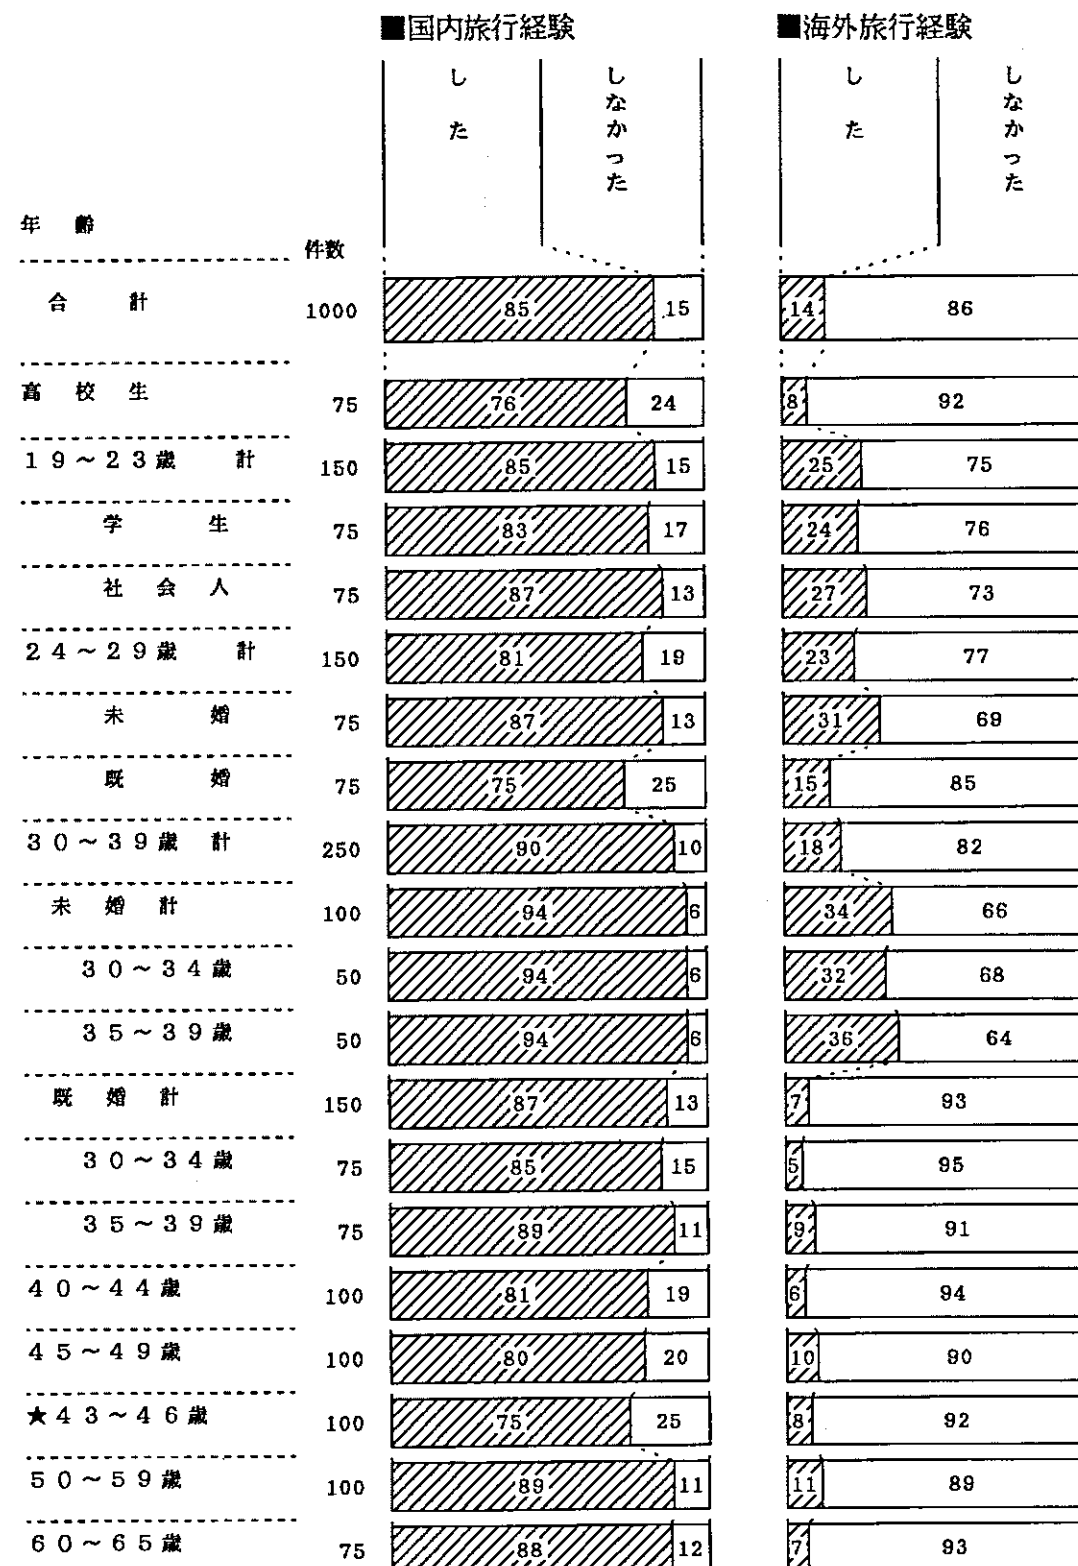 ■国内旅行経験 ■海外旅行経験
した しなかった した しなかった
年齢
件数
合計 1000 85 15 14 86
高校生 75 76 24 8 92
19~23歳 計 150 85 15 25 75
学生 75 83 17 24 76
社会人 75 87 13 27 73
24~29歳 計 150 81 19 23 77
未婚 75 87 13 31 69
既婚 75 75 25 15 85
30~39歳 計 250 90 10 18 82
未婚計 100 94 6 34 66
30~34歳 50 94 6 32 68
35~39歳 50 94 6 36 64
既婚計 150 87 13 7 93
30~34歳 75 85 15 5 95
35~39歳 75 89 11 9 91
40~44歳 100 81 19 6 94
45~49歳 100 80 20 10 90
★43~46歳 100 75 25 8 92
50~59歳 100 89 11 11 89
60~65歳 75 88 12 7 93